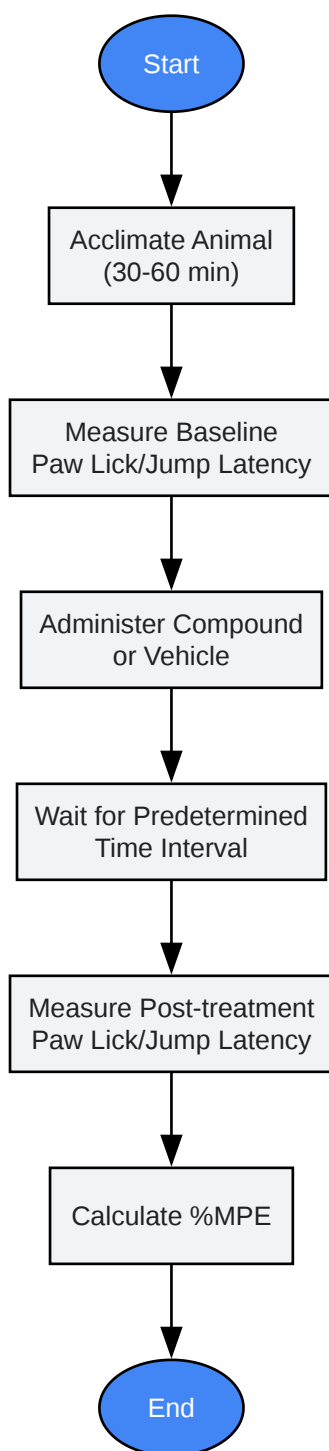 Start
Acclimate Animal
(30-60 min)
Measure Baseline
Paw Lick/Jump Latency
Administer Compound
or Vehicle
Wait for Predetermined
Time Interval
Measure Post-treatment
Paw Lick/Jump Latency
Calculate %MPE
End